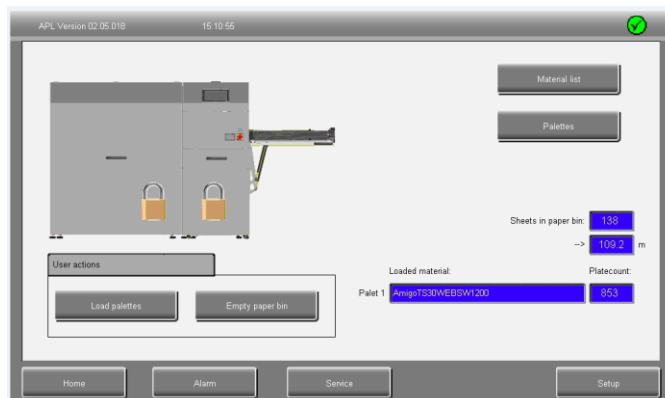 APL Version 02.05.018 15:10:55
Material list
Palettes
Sheets in paper bin: 138
--> 109.2 m
User actions
Loaded material: Platecount:
Load palettes Empty paper bin
Palet 1 AmigoTS30WEBSW1200 853
Home Alarm Service Setup